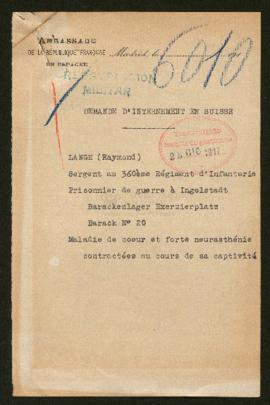 AMBASSADE
DE LA RÉPUBLIQUE FRANÇAISE
EN ESPAGNE
Madrid, le
6010
MILITAR
DEMANDE D'INTERNEMENT EN SUISSE
LANGE (Raymond)
Sergent au 360ème Régiment d'Infanterie
Prisonnier de guerre à Ingolstadt
Barackenlager Exerzierplatz
Barack N° 20
Maladie de coeur et forte neurasthénie
contractées au cours de sa captivité